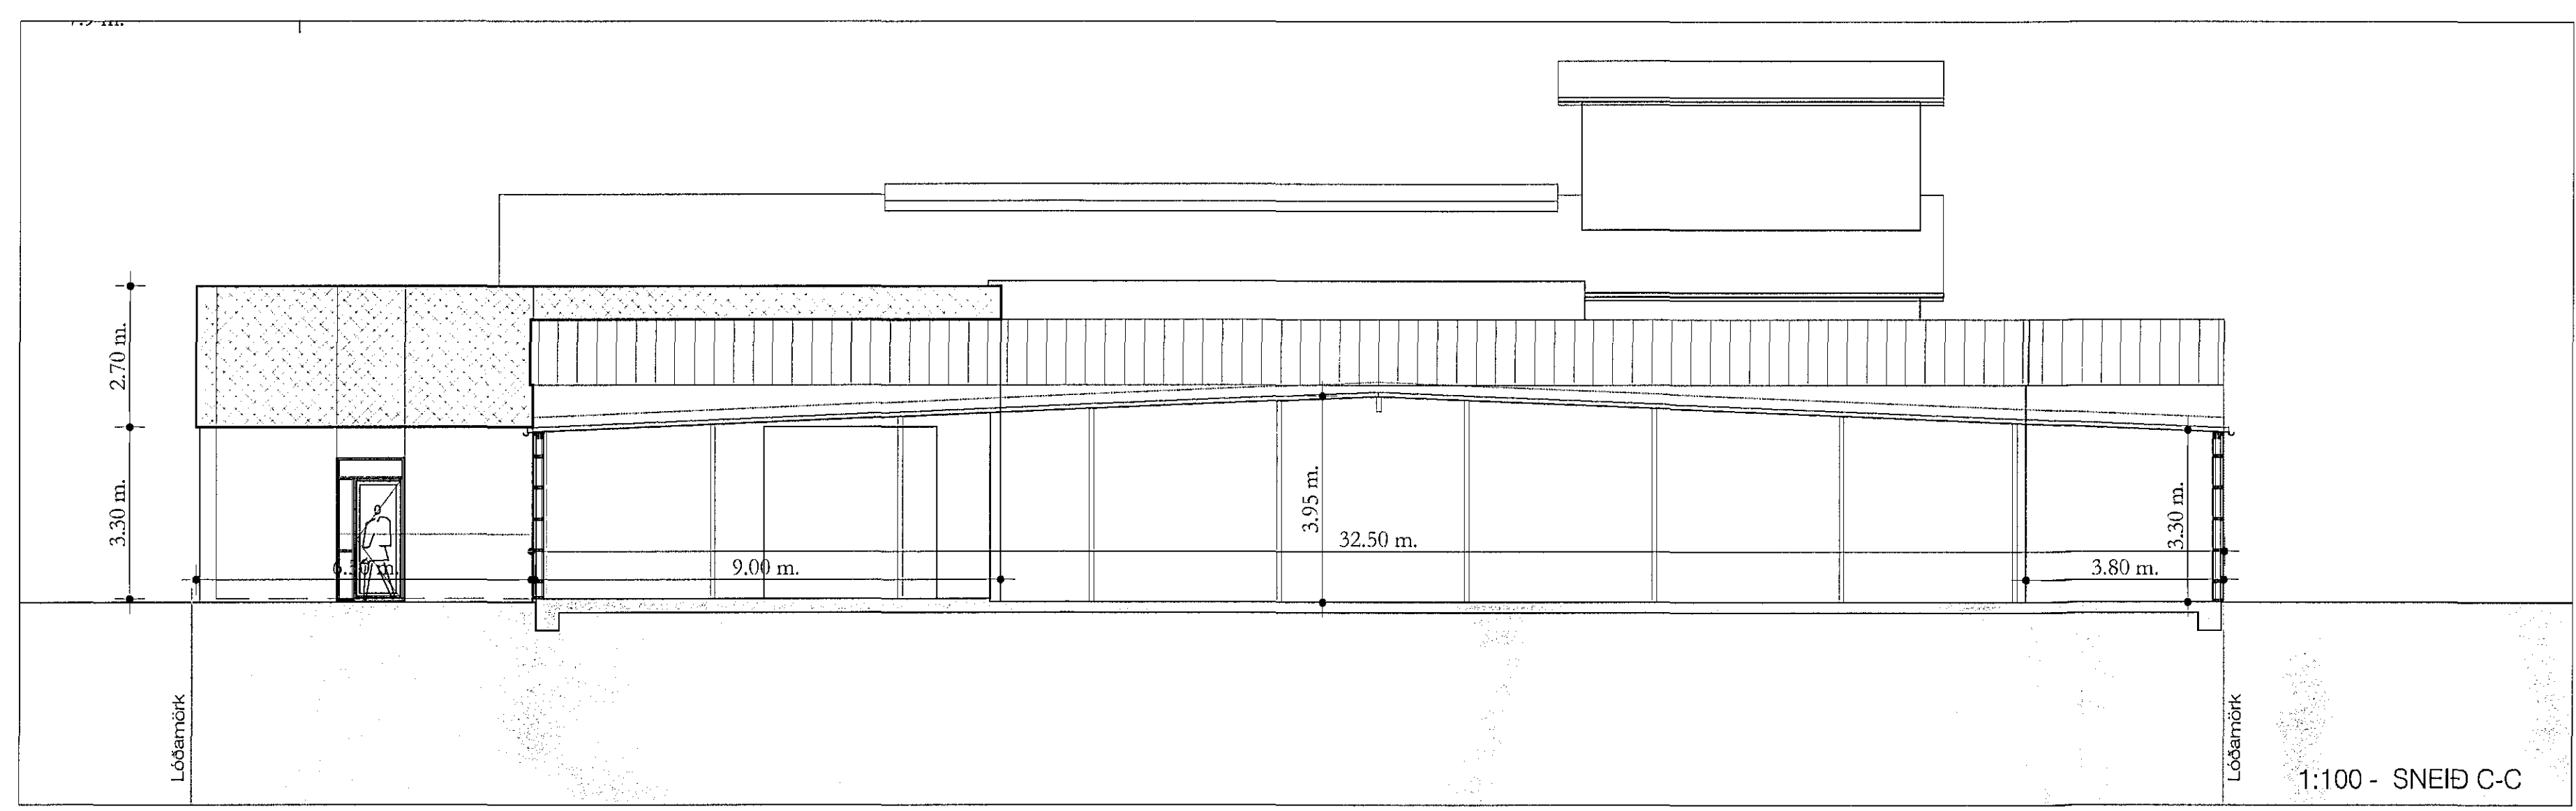 2.70 m.
3.30 m.
3.95 m.
32.50 m.
3.30 m.
9.00 m.
3.80 m.
Lóðamörk
Lóðamörk
1:100 - SNEIÐ C-C